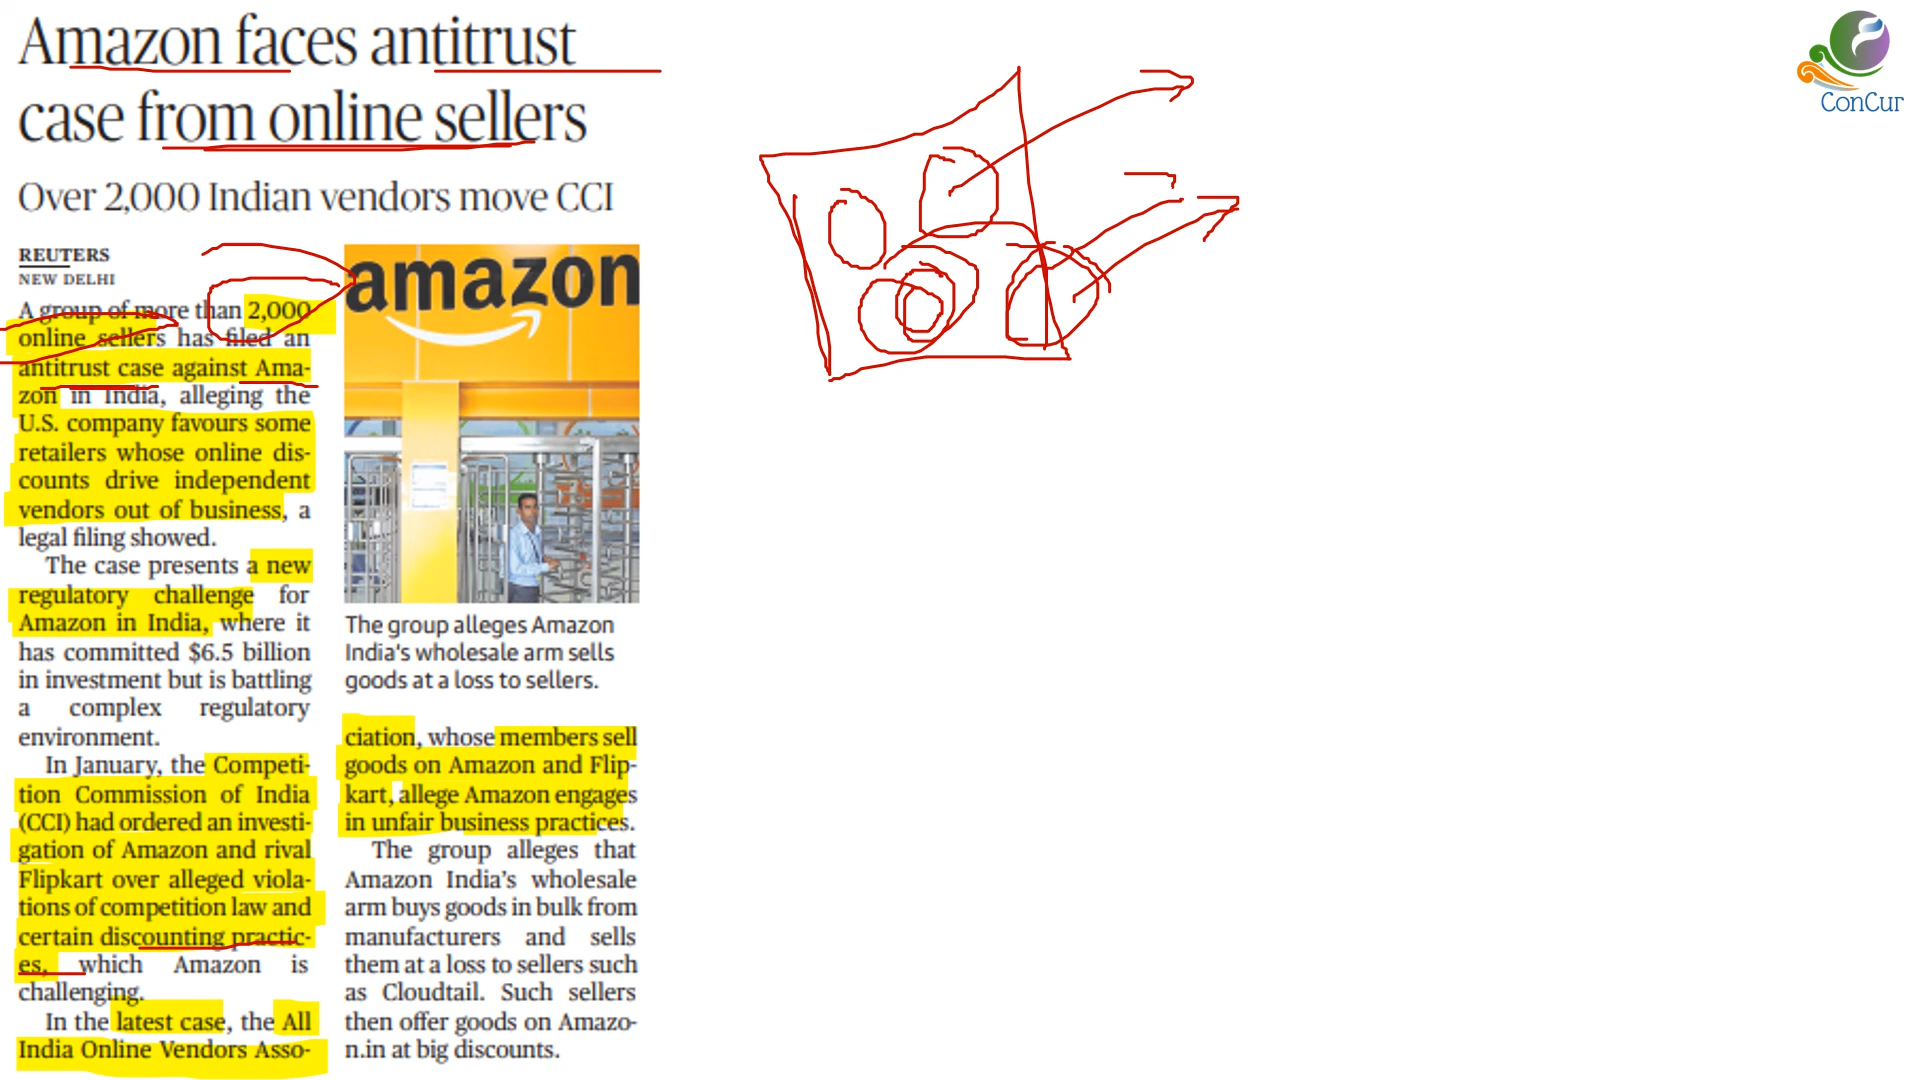 Amazon faces antitrust
case from online sellers
Over 2,000 Indian vendors move CCI
REUTERS
NEW DELHI
A group of more than 2,000
online sellers has filed an
antitrust case against Ama-
zon in India, alleging the
U.S. company favours some
retailers whose online dis-
counts drive independent
vendors out of business, a
legal filing showed.
The case presents a new
regulatory challenge for
Amazon in India, where it
has committed $6.5 billion
in investment but is battling
a complex regulatory
environment.
In January, the Competi-
tion Commission of India
(CCI) had ordered an investi-
gation of Amazon and rival
Flipkart over alleged viola-
tions of competition law and
certain discounting practic-
es, which Amazon is
challenging.
In the latest case, the All
India Online Vendors Asso-
amazon
The group alleges Amazon
India's wholesale arm sells
goods at a loss to sellers.
ciation, whose members sell
goods on Amazon and Flip-
kart, allege Amazon engages
in unfair business practices.
The group alleges that
Amazon India's wholesale
arm buys goods in bulk from
manufacturers and sells
them at a loss to sellers such
as Cloudtail. Such sellers
then offer goods on Amazo-
n.in at big discounts.
ConCur